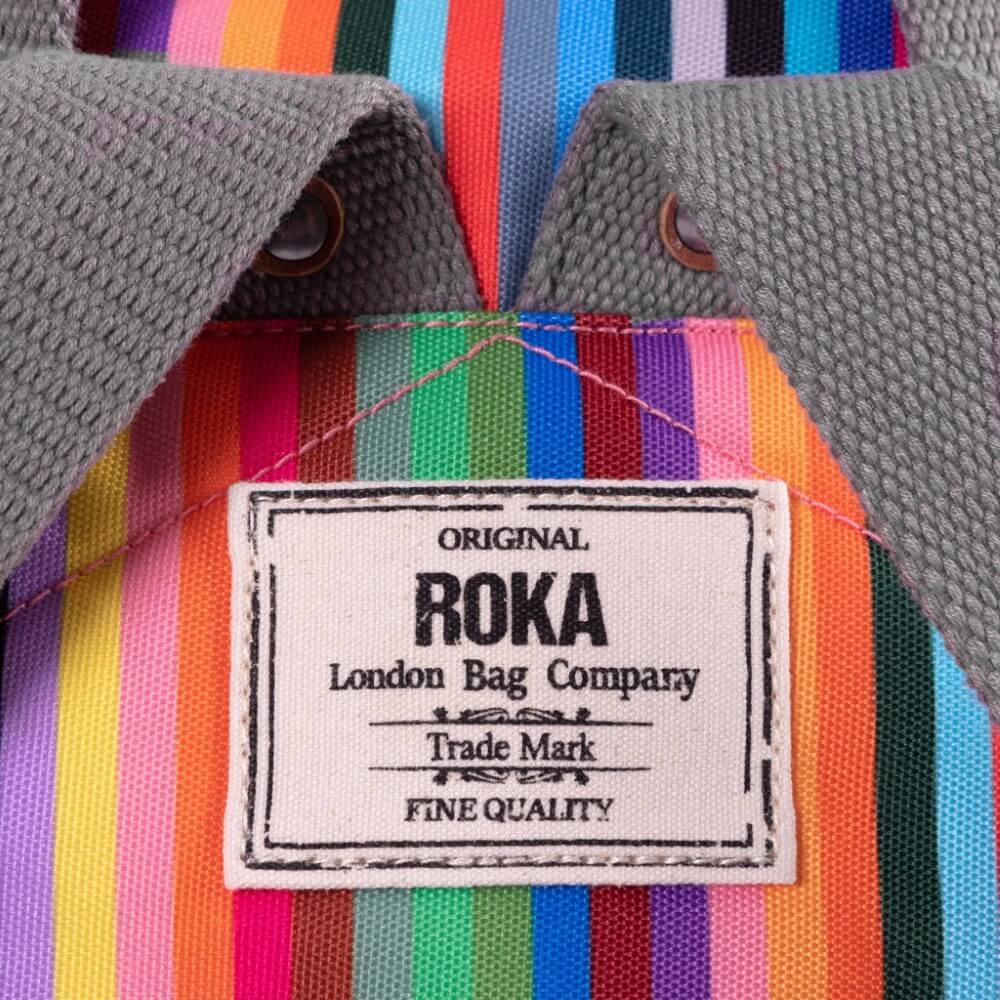 ORIGINAL
ROKA
London Bag Company
Trade Mark
FINE QUALITY